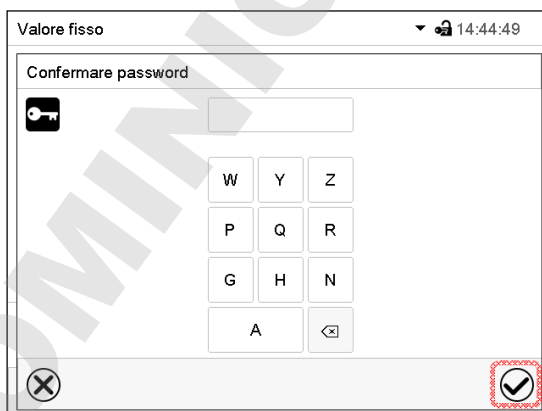 Valore fisso 14:44:49
Confermare password
W Y Z
P Q R
G H N
A